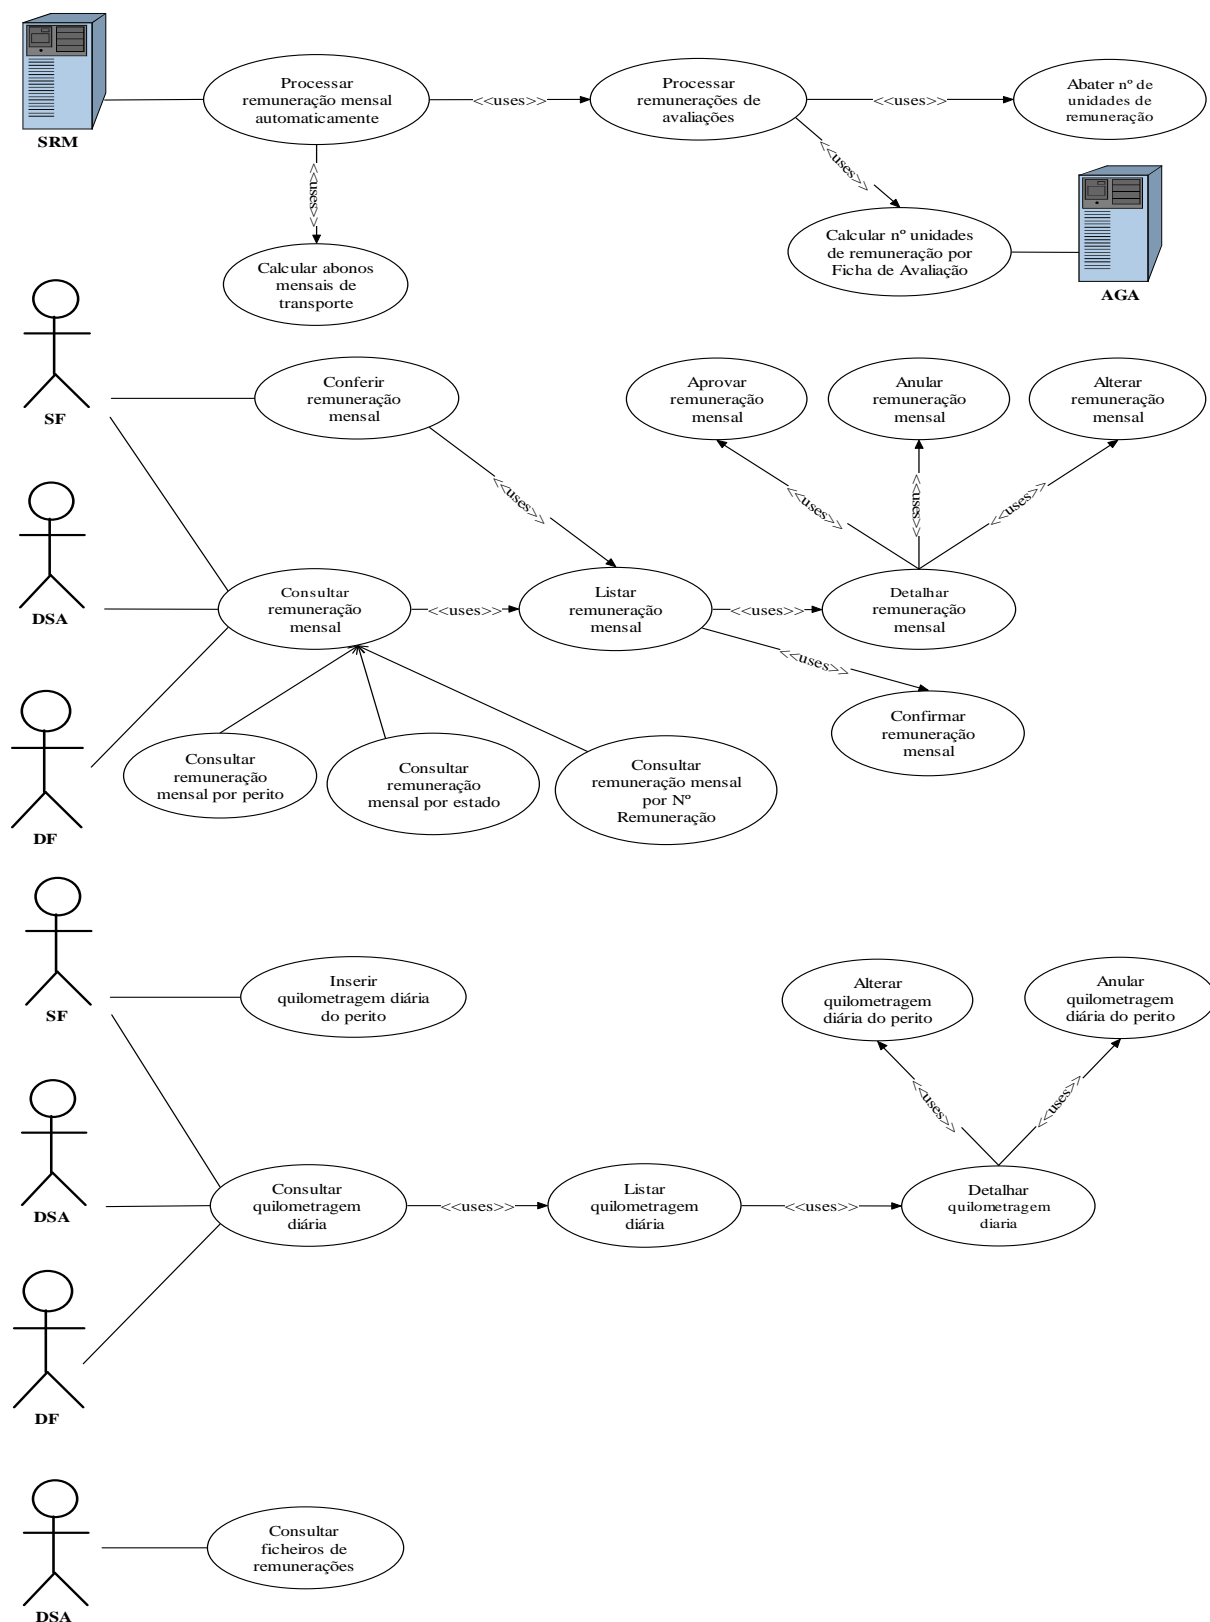 SRM
Processar
remuneração mensal
automaticamente
<<uses>>
Processar
remunerações de
avaliações
<<uses>>
Abater nº de
unidades de
remuneração
<<uses>>
<<uses>>
Calcular abonos
mensais de
transporte
Calcular nº unidades
de remuneração por
Ficha de Avaliação
AGA
SF
Conferir
remuneração
mensal
Aprovar
remuneração
mensal
Anular
remuneração
mensal
Alterar
remuneração
mensal
<<uses>>
<<uses>>
<<uses>>
<<uses>>
DSA
Consultar
remuneração
mensal
<<uses>>
Listar
remuneração
mensal
<<uses>>
Detalhar
remuneração
mensal
<<uses>>
Confirmar
remuneração
mensal
DF
Consultar
remuneração
mensal por perito
Consultar
remuneração
mensal por estado
Consultar
remuneração mensal
por Nº
Remuneração
SF
Inserir
quilometragem diária
do perito
Alterar
quilometragem
diária do perito
Anular
quilometragem
diária do perito
<<uses>>
<<uses>>
DSA
Consultar
quilometragem
diária
<<uses>>
Listar
quilometragem
diária
<<uses>>
Detalhar
quilometragem
diaria
DF
Consultar
ficheiros de
remunerações
DSA